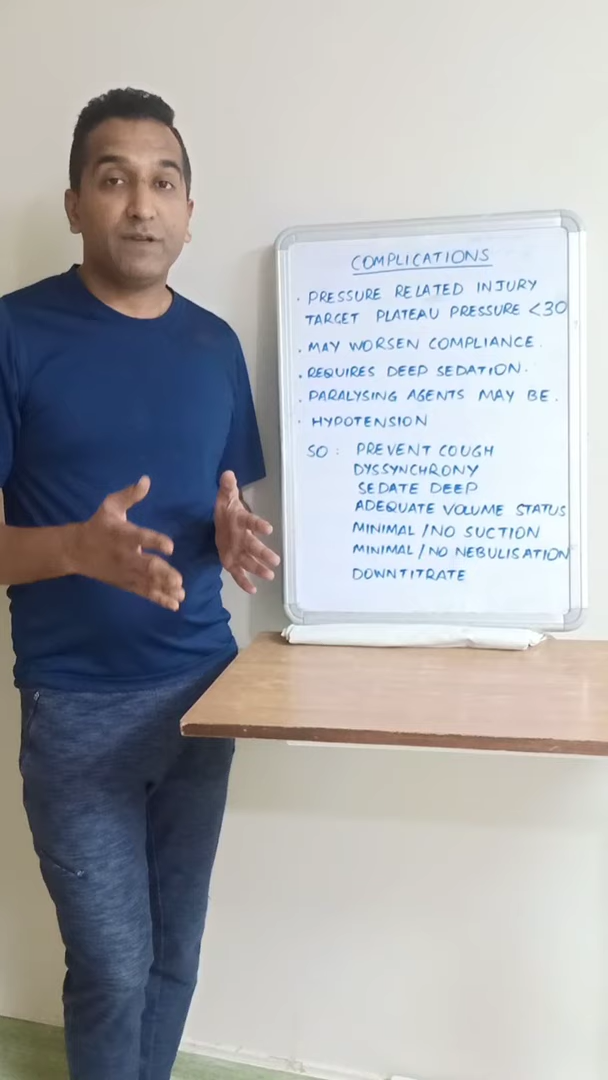 COMPLICATIONS
· PRESSURE RELATED INJURY
TARGET PLATEAU PRESSURE <30
· MAY WORSEN COMPLIANCE.
· REQUIRES DEEP SEDATION.
· PARALYSING AGENTS MAY BE.
· HYPOTENSION
SO : PREVENT COUGH
DYSSYNCHRONY
SEDATE DEEP
ADEQUATE VOLUME STATUS
MINIMAL / NO SUCTION
MINIMAL / NO NEBULISATION
DOWNTITRATE